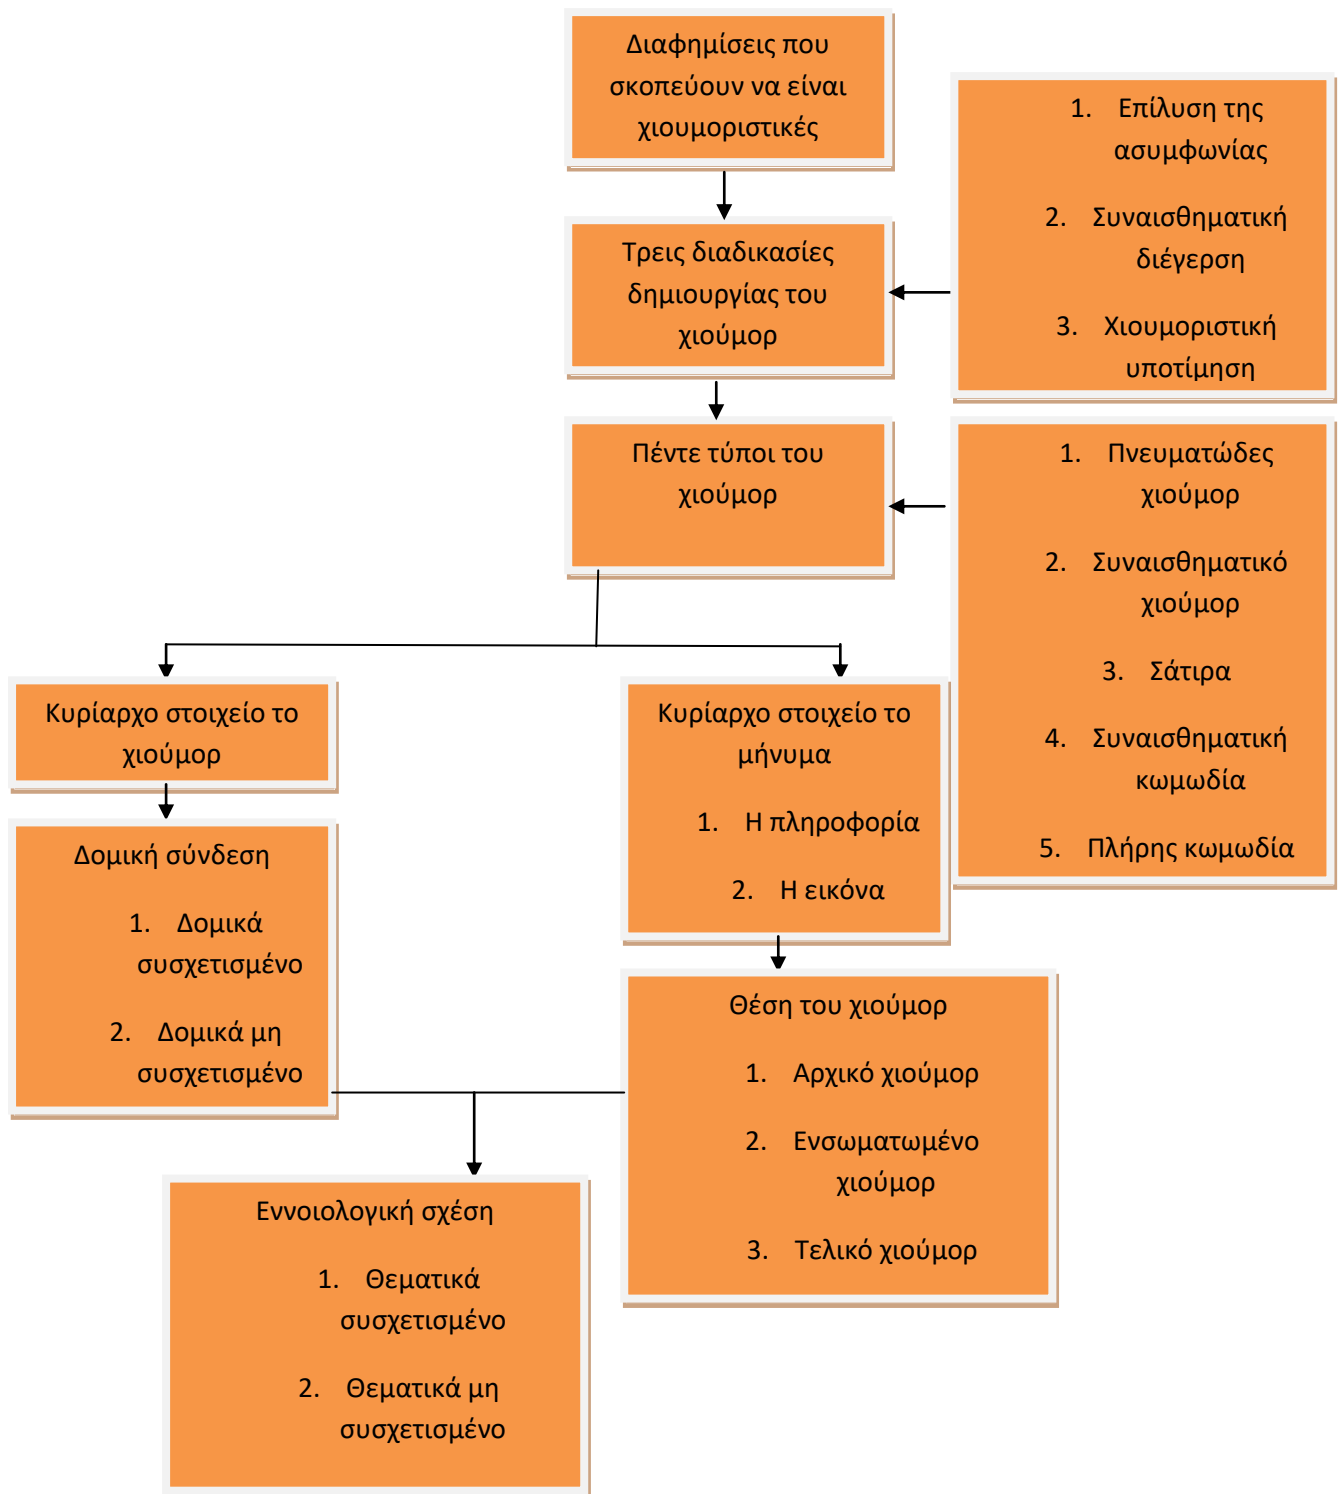 Διαφημίσεις που
σκοπεύουν να είναι
χιουμοριστικές
1. Επίλυση της
ασυμφωνίας
2. Συναισθηματική
διέγερση
3. Χιουμοριστική
υποτίμηση
Τρεις διαδικασίες
δημιουργίας του
χιούμορ
Πέντε τύποι του
χιούμορ
1. Πνευματώδες
χιούμορ
2. Συναισθηματικό
χιούμορ
3. Σάτιρα
4. Συναισθηματική
κωμωδία
5. Πλήρης κωμωδία
Κυρίαρχο στοιχείο το
χιούμορ
Κυρίαρχο στοιχείο το
μήνυμα
1. Η πληροφορία
2. Η εικόνα
Δομική σύνδεση
1. Δομικά
συσχετισμένο
2. Δομικά μη
συσχετισμένο
Θέση του χιούμορ
1. Αρχικό χιούμορ
2. Ενσωματωμένο
χιούμορ
3. Τελικό χιούμορ
Εννοιολογική σχέση
1. Θεματικά
συσχετισμένο
2. Θεματικά μη
συσχετισμένο